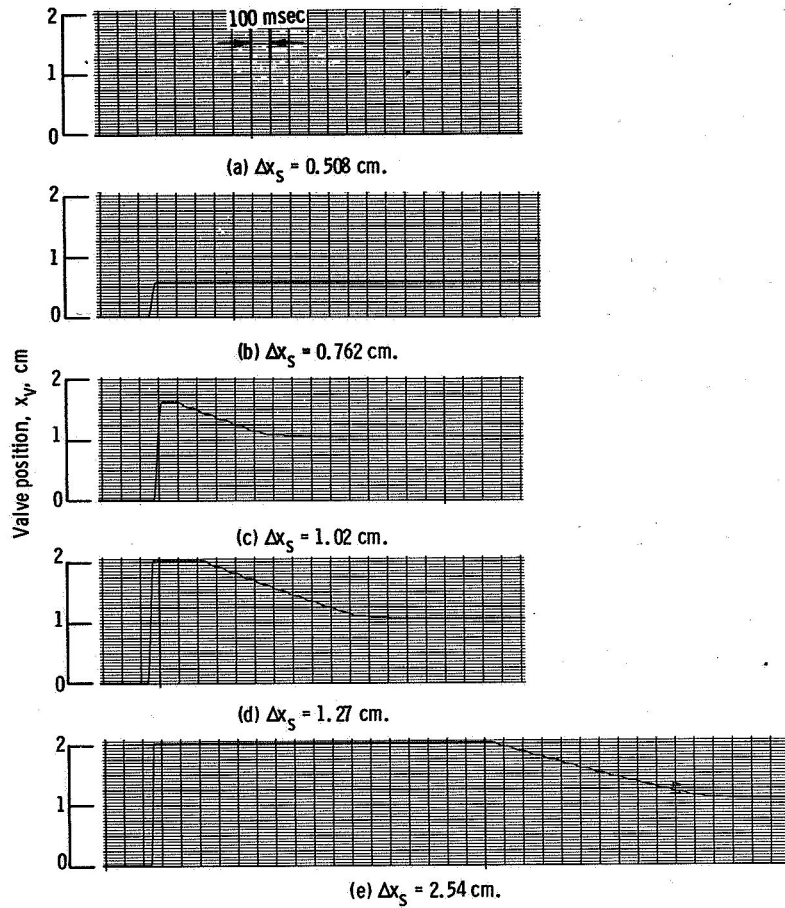 100 msec
2
1
0
(a) Δx_s = 0.508 cm.
2
1
0
(b) Δx_s = 0.762 cm.
Valve position, x_v, cm
2
1
0
(c) Δx_s = 1.02 cm.
2
1
0
(d) Δx_s = 1.27 cm.
2
1
0
(e) Δx_s = 2.54 cm.